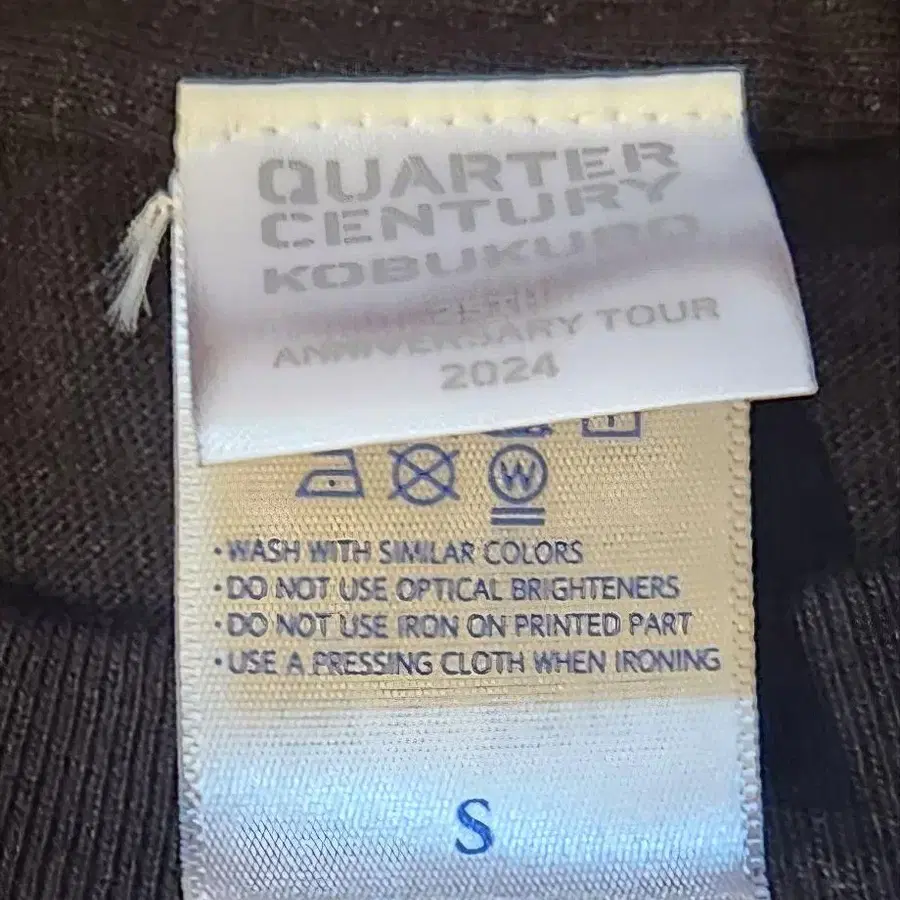 QUARTER
CENTURY
KOBUKURO
ANNIVERSARY TOUR
2024
W
• WASH WITH SIMILAR COLORS
• DO NOT USE OPTICAL BRIGHTENERS
• DO NOT USE IRON ON PRINTED PART
• USE A PRESSING CLOTH WHEN IRONING
S